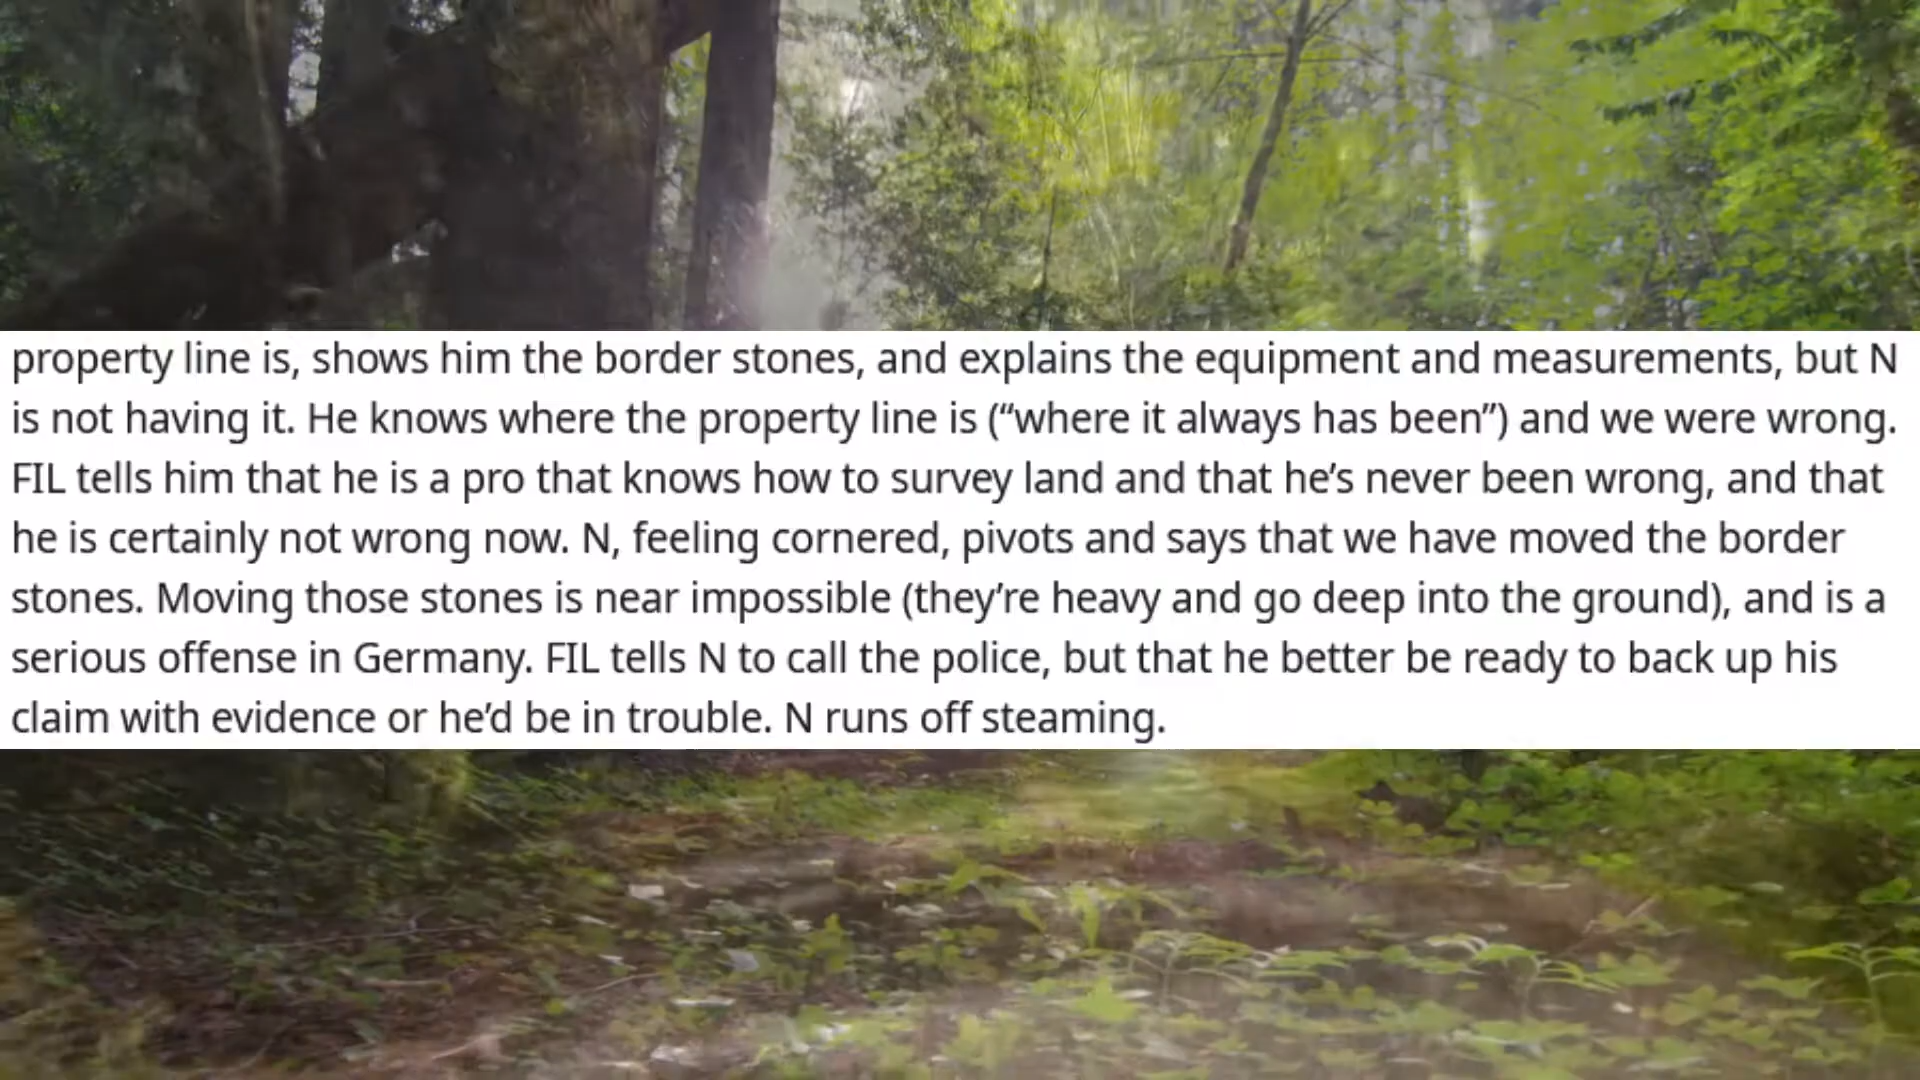 property line is, shows him the border stones, and explains the equipment and measurements, but N
is not having it. He knows where the property line is (“where it always has been”) and we were wrong.
FIL tells him that he is a pro that knows how to survey land and that he’s never been wrong, and that
he is certainly not wrong now. N, feeling cornered, pivots and says that we have moved the border
stones. Moving those stones is near impossible (they’re heavy and go deep into the ground), and is a
serious offense in Germany. FIL tells N to call the police, but that he better be ready to back up his
claim with evidence or he’d be in trouble. N runs off steaming.